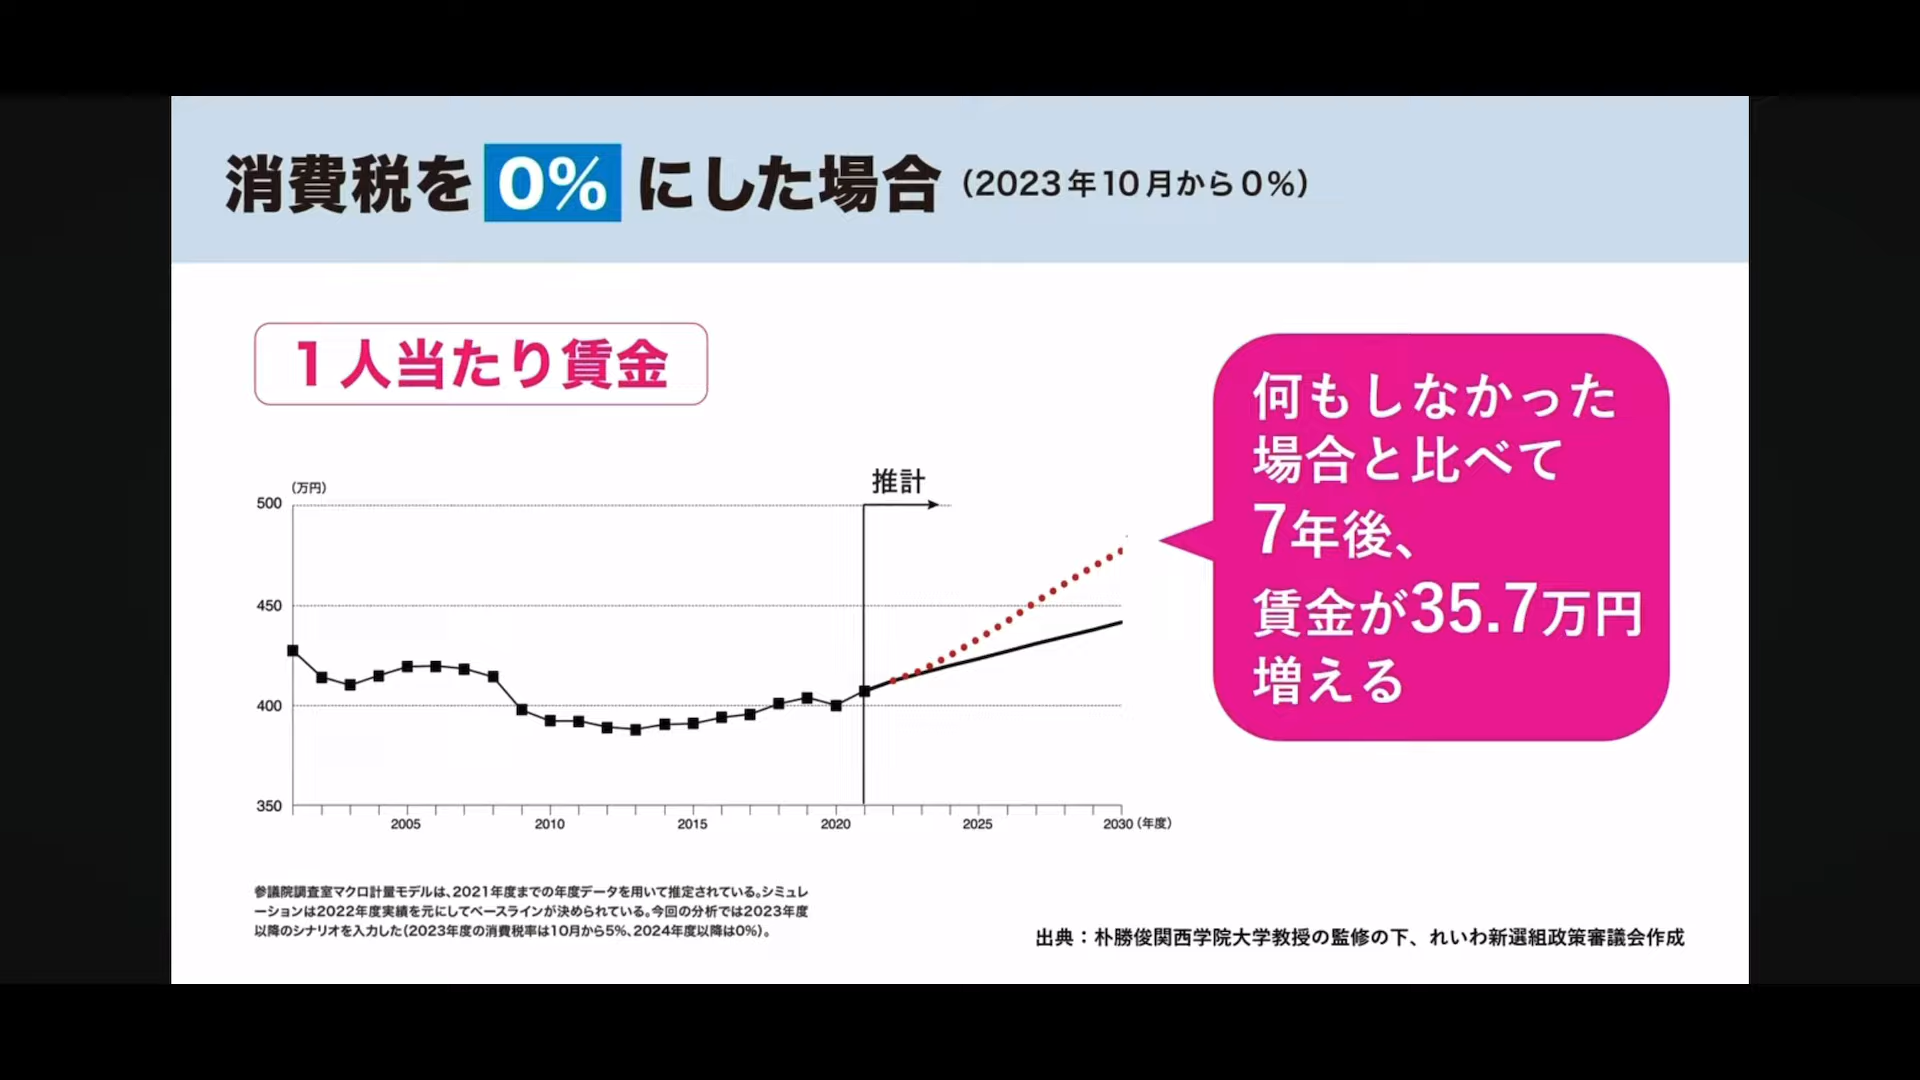 消費税を 0% にした場合 (2023年10月から0%)
1人当たり賃金
何もしなかった
場合と比べて
7年後、
賃金が35.7万円
増える
推計
(万円)
500
450
400
350
2005 2010 2015 2020 2025 2030 (年度)
参議院調査室マクロ計量モデルは、2021年度までの年度データを用いて推定されている。シミュレ
ーションは2022年度実績を元にしてベースラインが決められている。今回の分析では2023年度
以降のシナリオを入力した(2023年度の消費税率は10月から5%、2024年度以降は0%)。
出典：朴勝俊関西学院大学教授の監修の下、れいわ新選組政策審議会作成